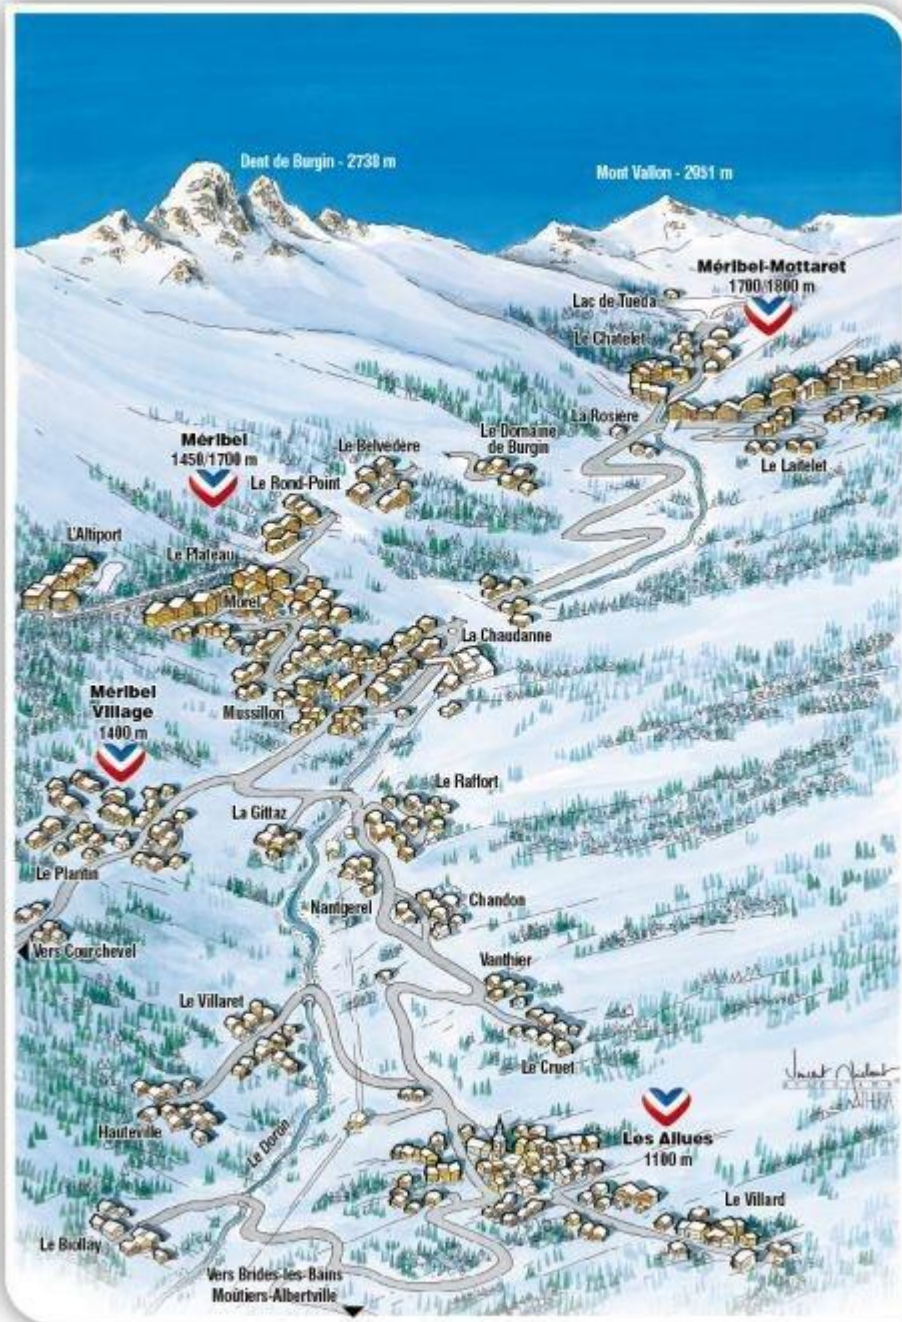 Dent de Burgin - 2738 m
Mont Vallon - 2951 m
Méribel-Mottaret
1700/1800 m
Lac de Tueda
Le Chatelet
La Rosière
Le Laitelet
Le Domaine
de Burgin
Le Belvédère
Méribel
1450/1700 m
Le Rond-Point
L'Altiport
Le Plateau
Morel
La Chaudanne
Mussillon
Méribel
Village
1400 m
Le Raffort
La Gittaz
Le Plantin
Nantgerel
Chandon
Vers Courchevel
Vanthier
Le Villaret
Le Cruet
Hauteville
Le Doron
Les Allues
1100 m
Le Villard
Le Biollay
Vers Brides-les-Bains
Moûtiers-Albertville